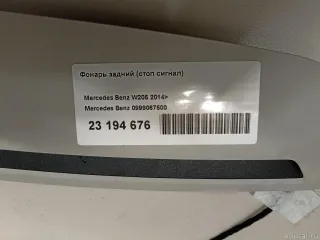 Фонарь задний (стоп сигнал)
Mercedes Benz W205 2014>
Mercedes Benz 0999067500
23 194 676